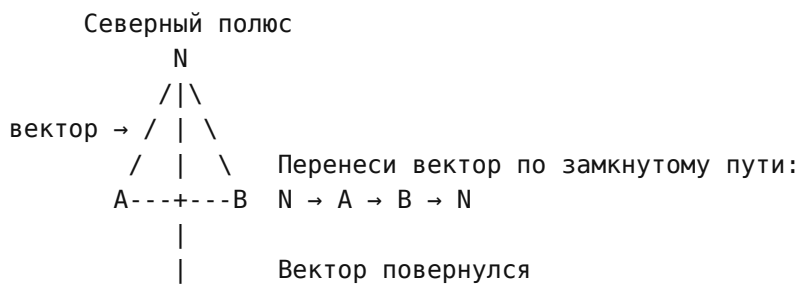 Северный полюс
N
/|\
вектор → / | \
/ | \ Перенеси вектор по замкнутому пути:
A---+---B N → A → B → N
|
| Вектор повернулся